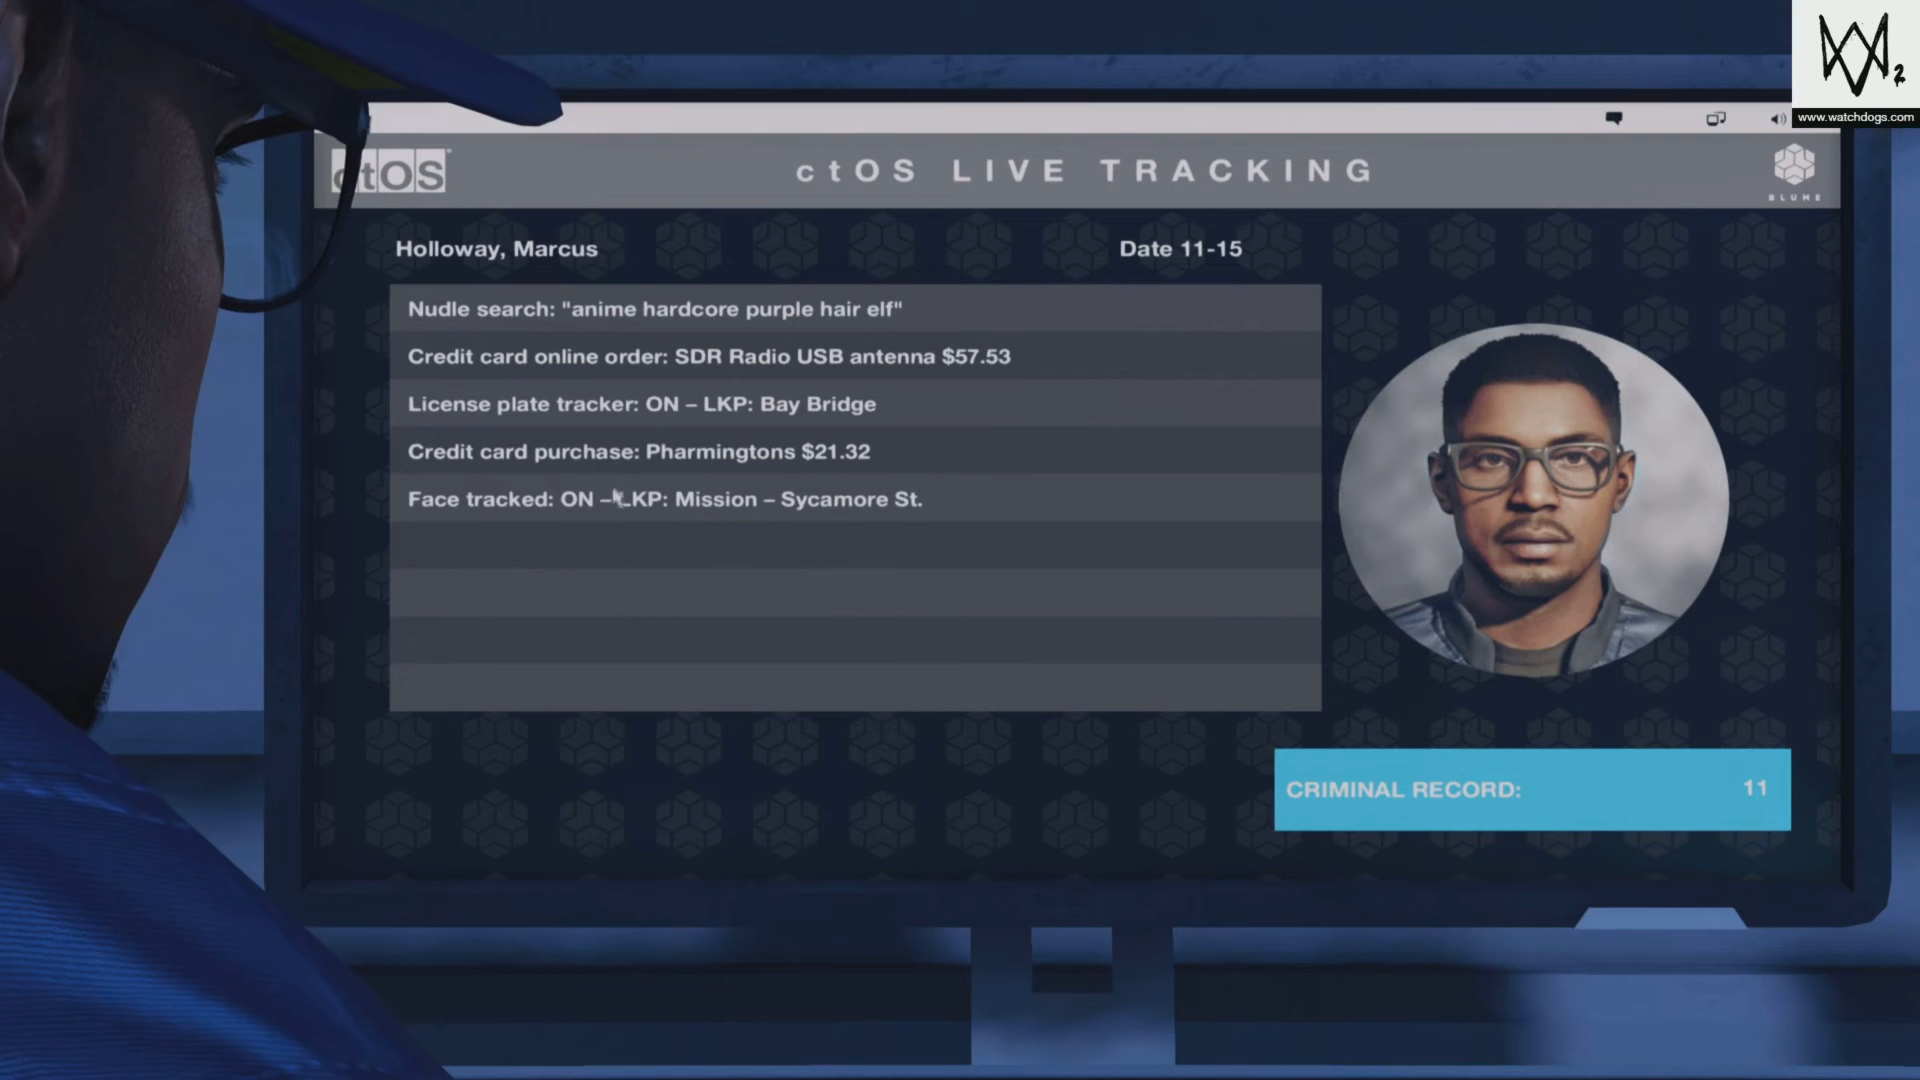 2
www.watchdogs.com
ctOS
ctOS LIVE TRACKING
BLUME
Holloway, Marcus
Date 11-15
Nudle search: "anime hardcore purple hair elf"
Credit card online order: SDR Radio USB antenna $57.53
License plate tracker: ON – LKP: Bay Bridge
Credit card purchase: Pharmingtons $21.32
Face tracked: ON – LKP: Mission – Sycamore St.
CRIMINAL RECORD: 11